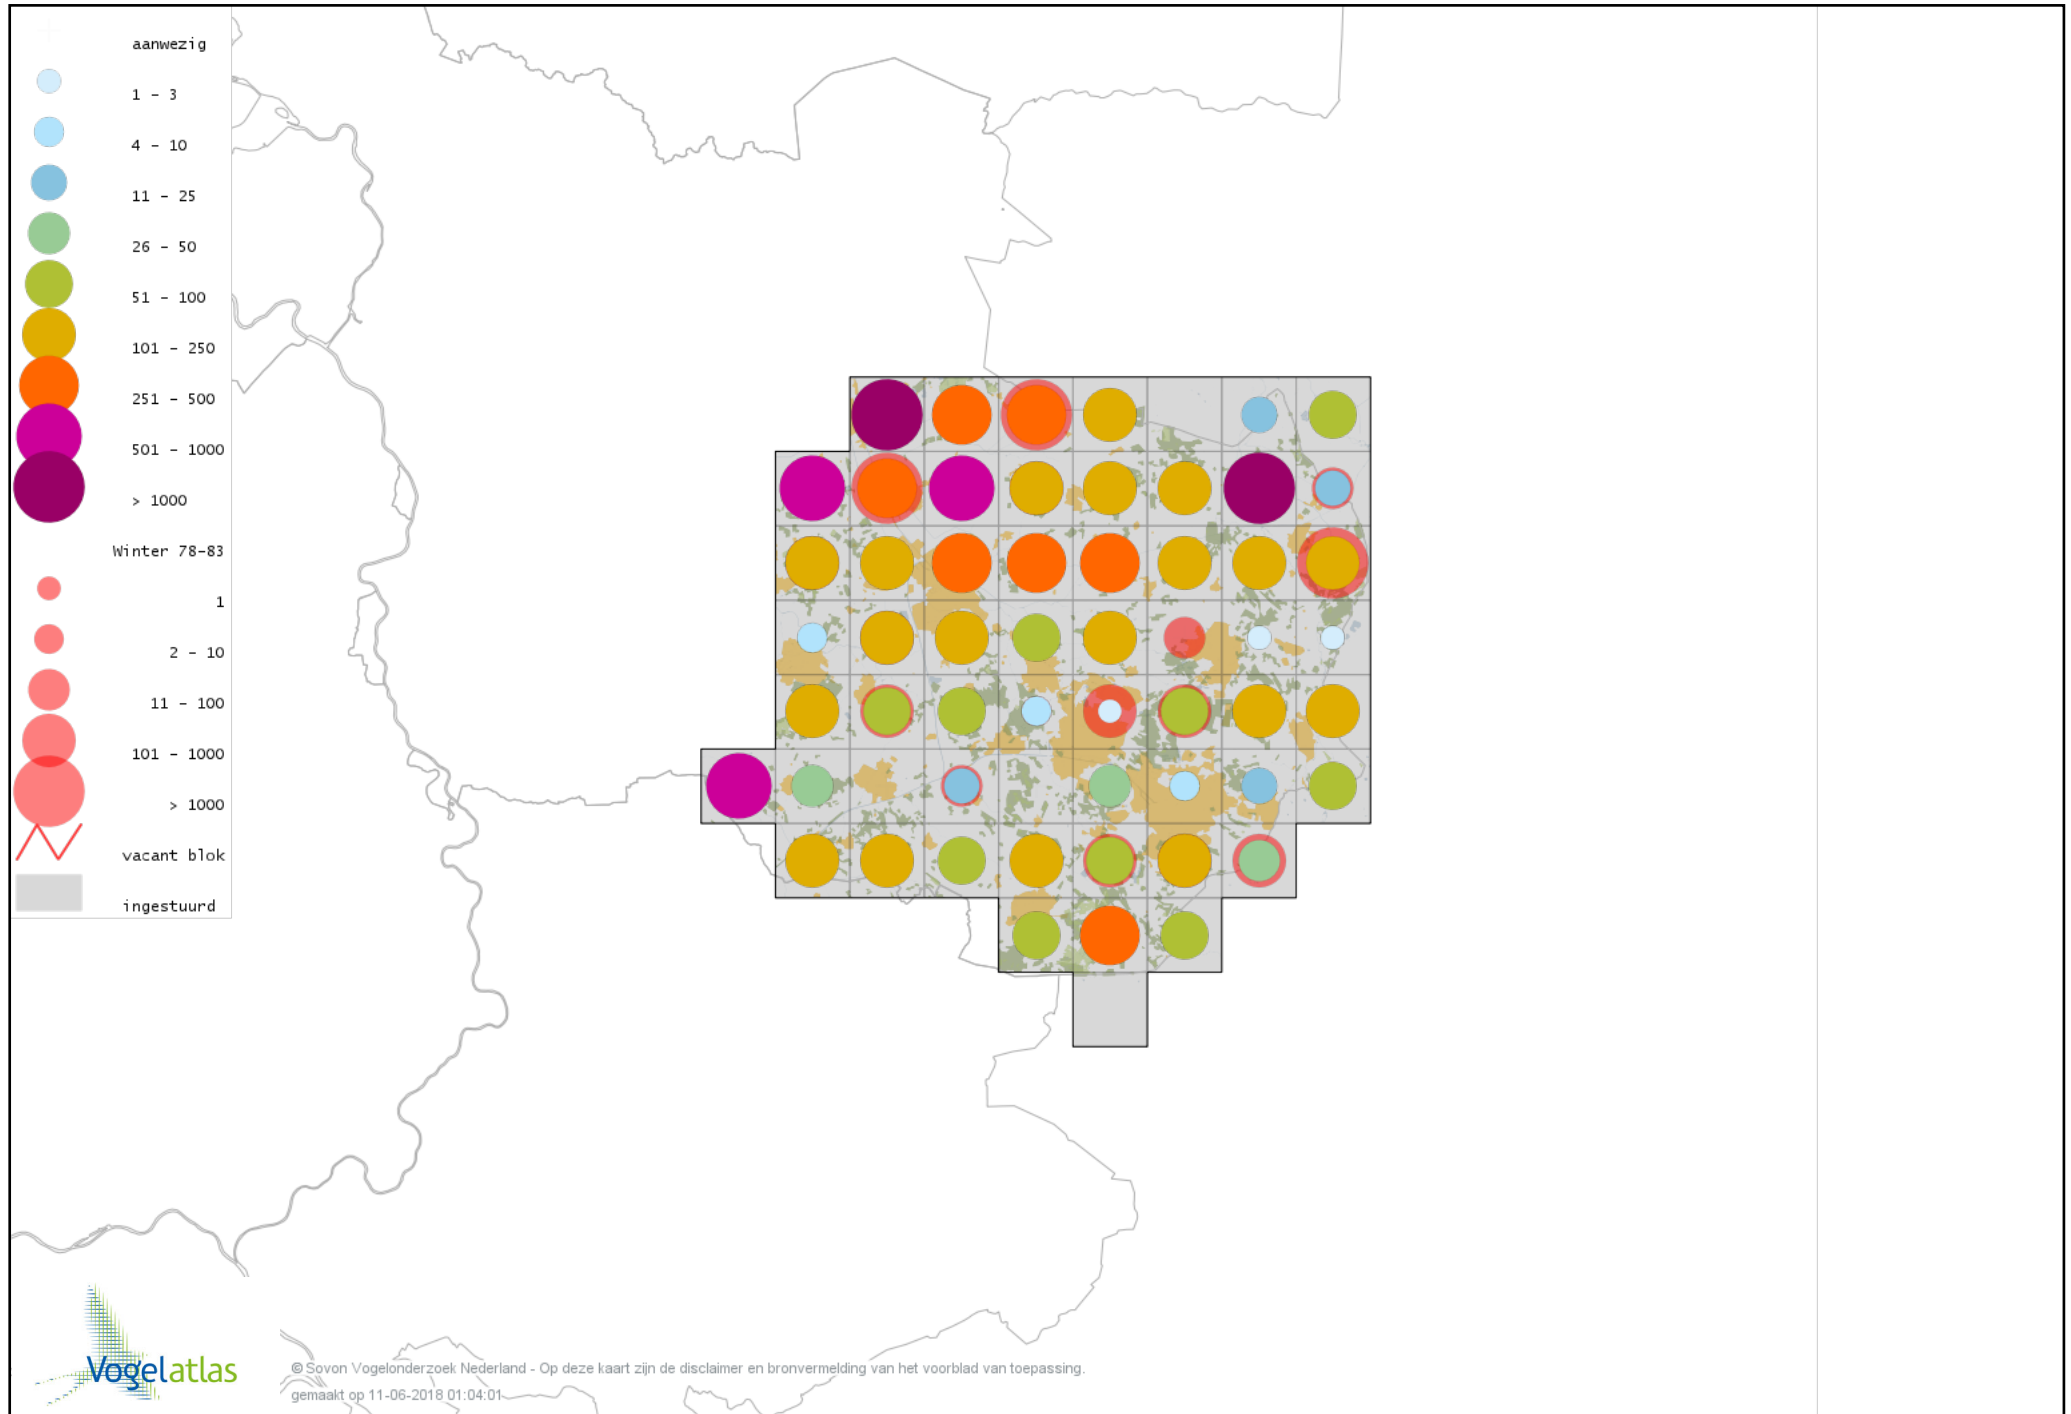 aanwezig
1 - 3
4 - 10
11 - 25
26 - 50
51 - 100
101 - 250
251 - 500
501 - 1000
> 1000
Winter 78-83
1
2 - 10
11 - 100
101 - 1000
> 1000
vacant blok
ingestuurd
Vogelatlas
© Sovon Vogelonderzoek Nederland - Op deze kaart zijn de disclaimer en bronvermelding van het voorblad van toepassing.
gemaakt op 11-06-2018 01:04:01